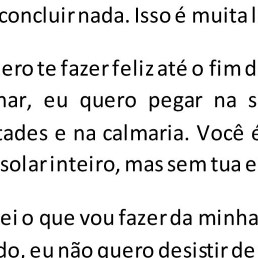 concluir nada. Isso é muita l
ero te fazer feliz até o fim d
nar, eu quero pegar na s
tades e na calmaria. Você é
solar inteiro, mas sem tua e
ei o que vou fazer da minha
do, eu não quero desistir de